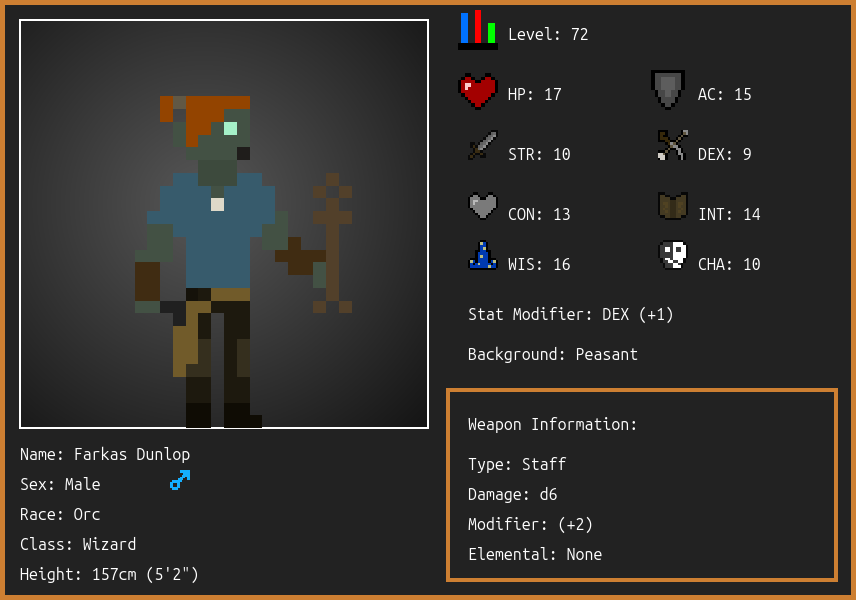 Level: 72
HP: 17
AC: 15
STR: 10
DEX: 9
CON: 13
INT: 14
WIS: 16
CHA: 10
Stat Modifier: DEX (+1)
Background: Peasant
Weapon Information:
Type: Staff
Damage: d6
Modifier: (+2)
Elemental: None
Name: Farkas Dunlop
Sex: Male
Race: Orc
Class: Wizard
Height: 157cm (5'2")